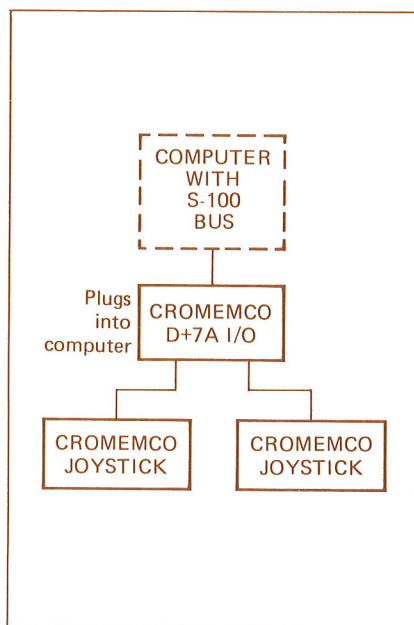 COMPUTER
WITH
S-100
BUS
Plugs
into
computer
CROMEMCO
D+7A I/O
CROMEMCO
JOYSTICK
CROMEMCO
JOYSTICK